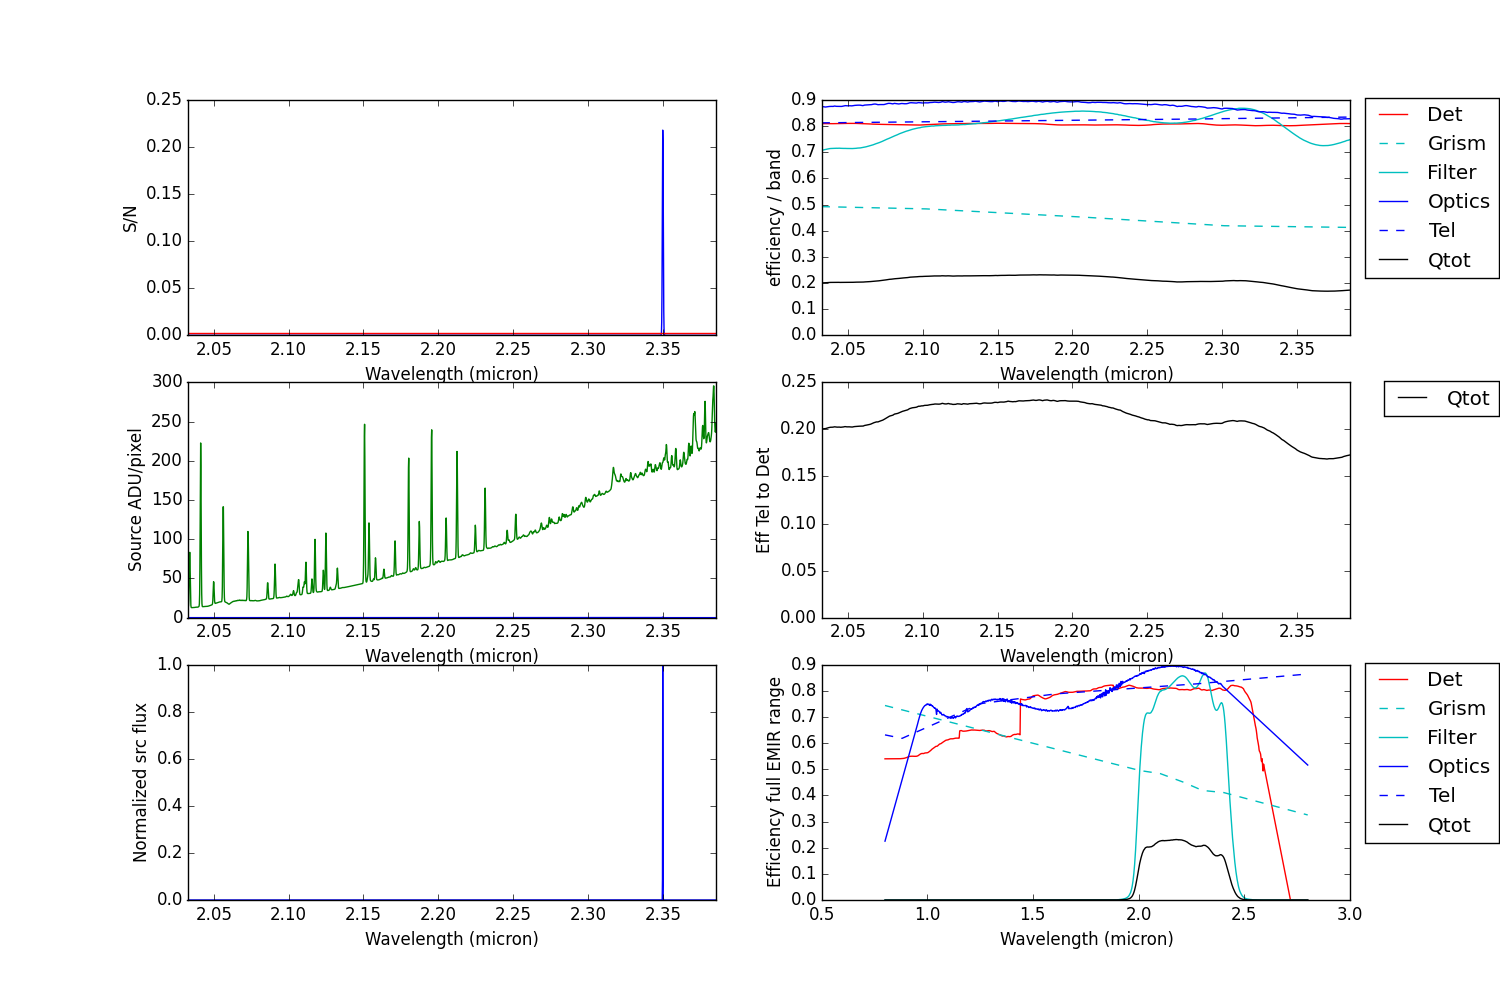 S/N
0.25
0.20
0.15
0.10
0.05
0.00
2.05 2.10 2.15 2.20 2.25 2.30 2.35
Wavelength (micron)
efficiency / band
0.9
0.8
0.7
0.6
0.5
0.4
0.3
0.2
0.1
0.0
2.05 2.10 2.15 2.20 2.25 2.30 2.35
Wavelength (micron)
Det
Grism
Filter
Optics
Tel
Qtot
Source ADU/pixel
300
250
200
150
100
50
0
2.05 2.10 2.15 2.20 2.25 2.30 2.35
Wavelength (micron)
Eff Tel to Det
0.25
0.20
0.15
0.10
0.05
0.00
2.05 2.10 2.15 2.20 2.25 2.30 2.35
Wavelength (micron)
Qtot
Normalized src flux
1.0
0.8
0.6
0.4
0.2
0.0
2.05 2.10 2.15 2.20 2.25 2.30 2.35
Wavelength (micron)
Efficiency full EMIR range
0.9
0.8
0.7
0.6
0.5
0.4
0.3
0.2
0.1
0.0
0.5 1.0 1.5 2.0 2.5 3.0
Wavelength (micron)
Det
Grism
Filter
Optics
Tel
Qtot